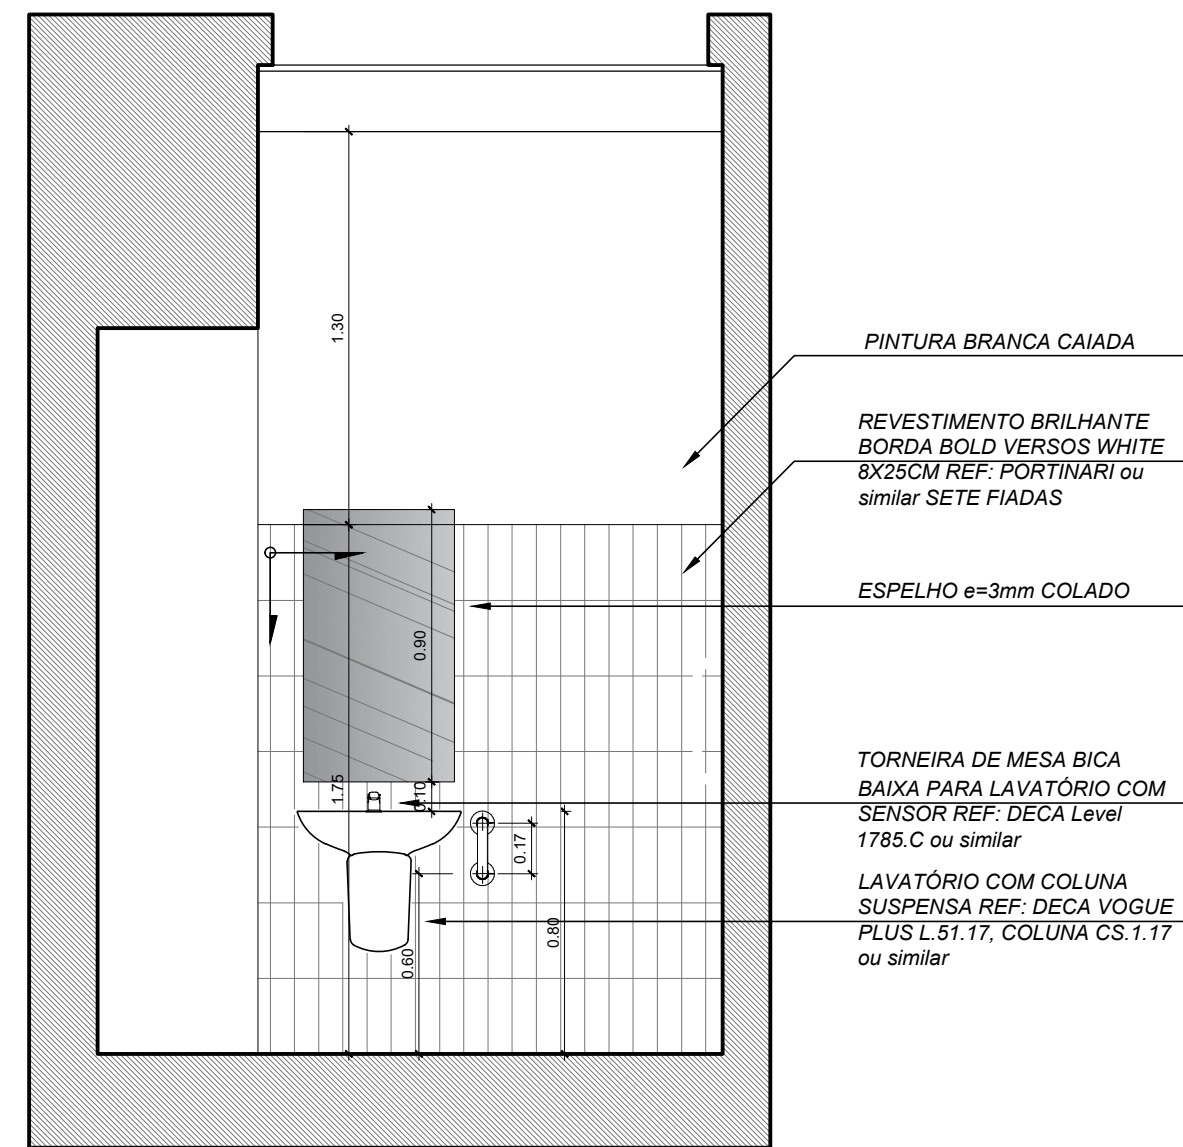 1.30
PINTURA BRANCA CAIADA
REVESTIMENTO BRILHANTE
BORDA BOLD VERSOS WHITE
8X25CM REF: PORTINARI ou
similar SETE FIADAS
ESPELHO e=3mm COLADO
0.90
TORNEIRA DE MESA BICA
BAIXA PARA LAVATÓRIO COM
SENSOR REF: DECA Level
1785.C ou similar
1.75
0.10
0.17
LAVATÓRIO COM COLUNA
SUSPENSA REF: DECA VOGUE
PLUS L.51.17, COLUNA CS.1.17
ou similar
0.80
0.60